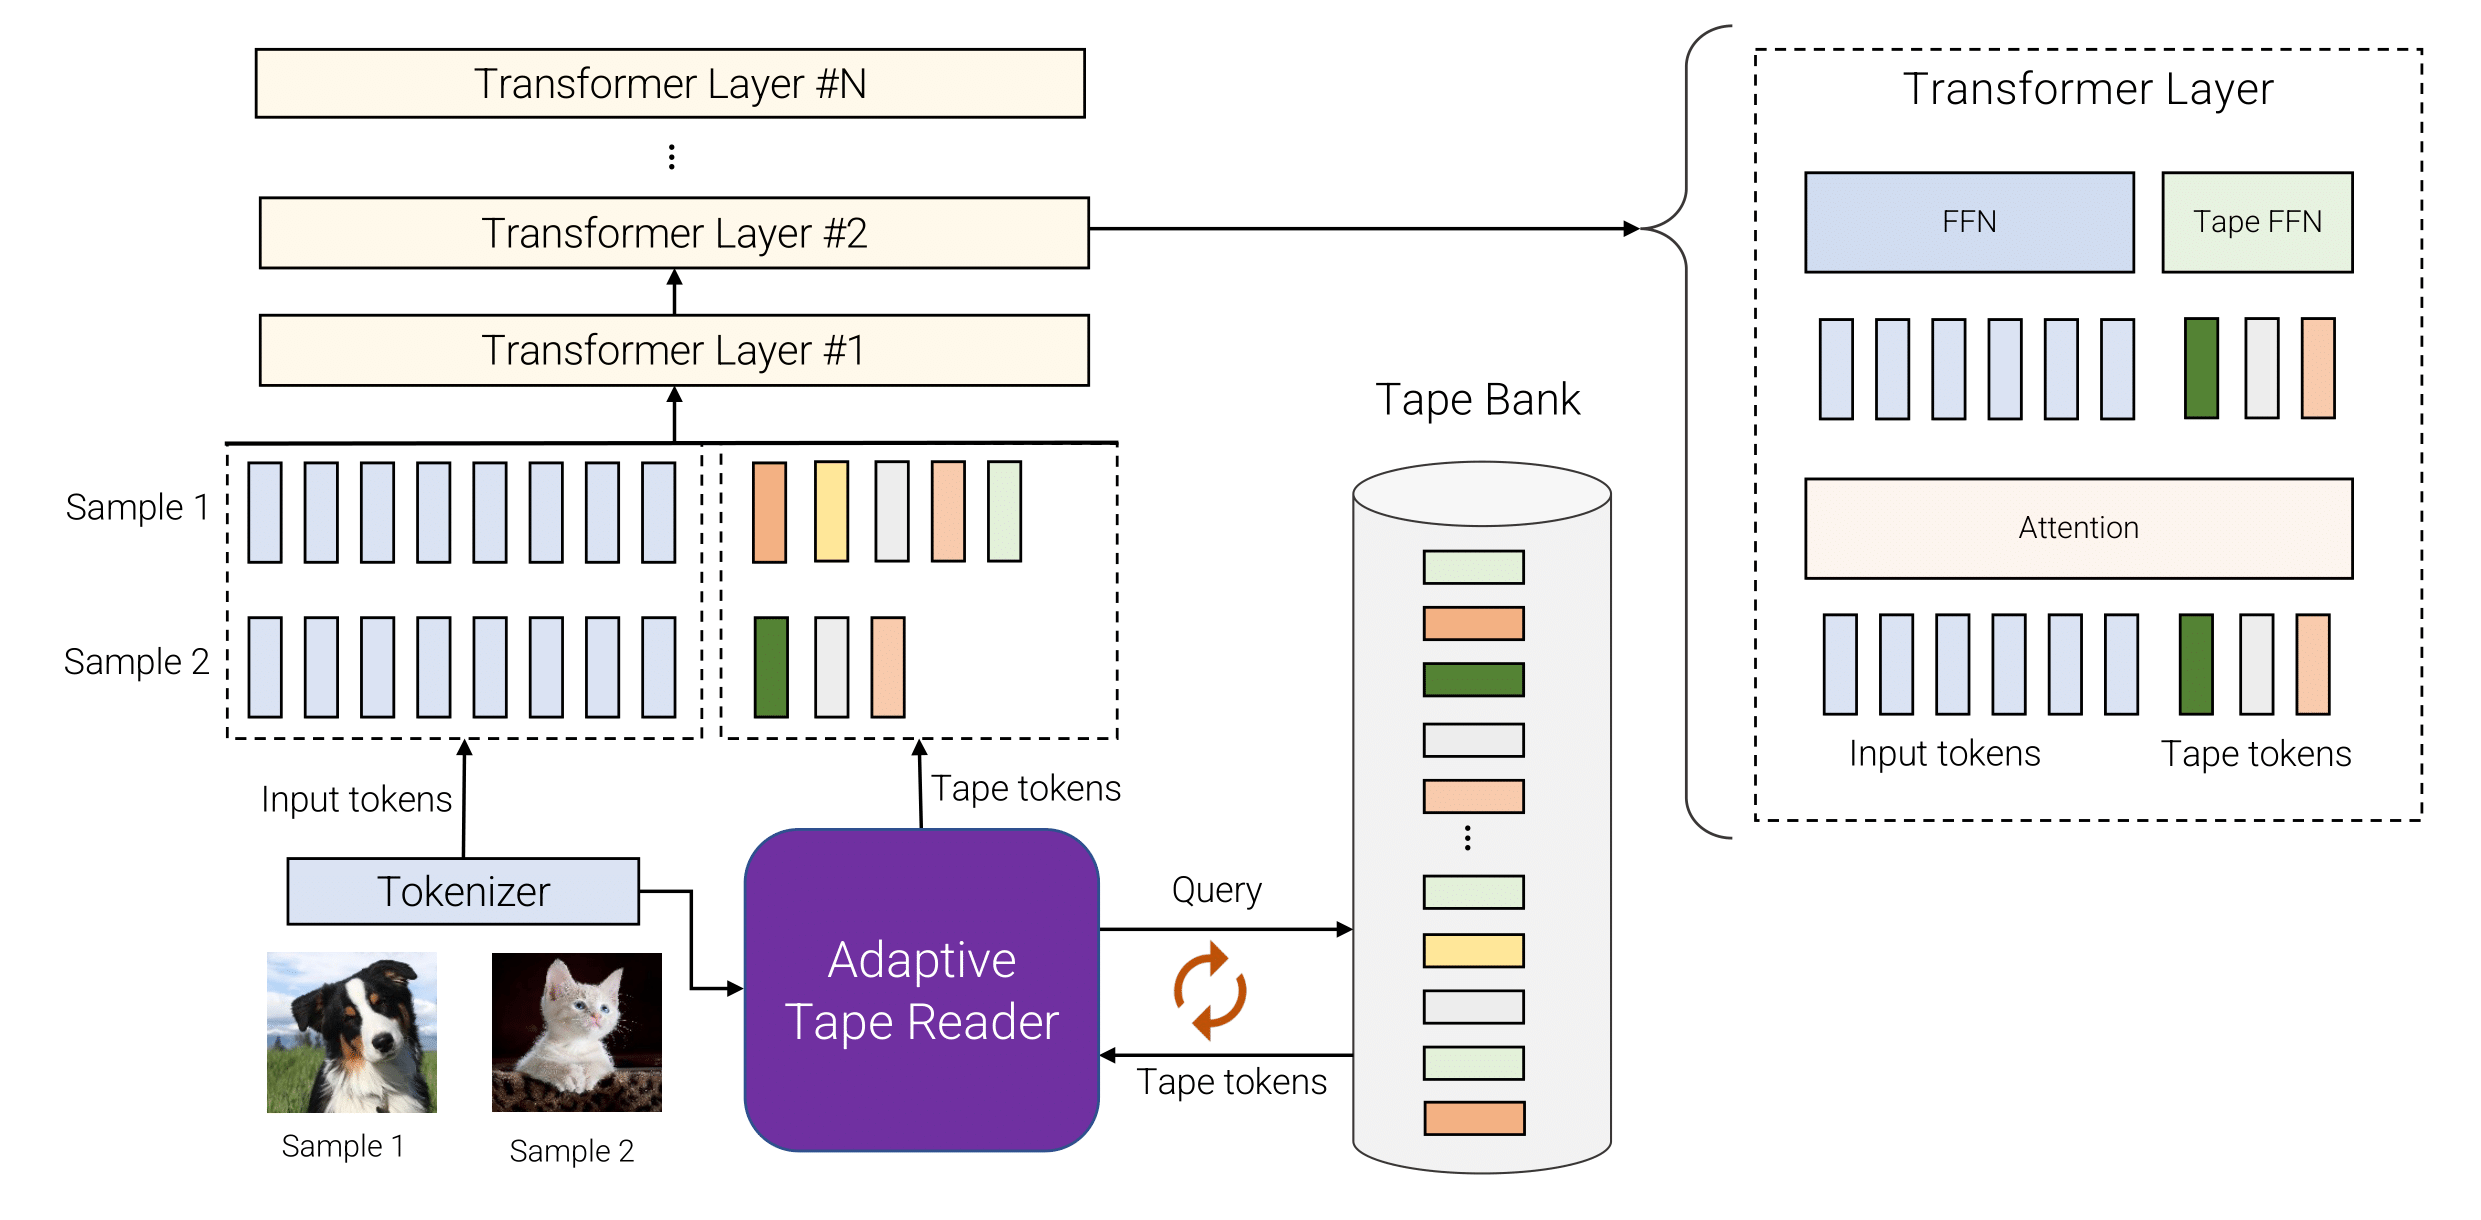 Transformer Layer #N
Transformer Layer #2
Transformer Layer #1
Sample 1
Sample 2
Input tokens
Tape tokens
Tokenizer
Adaptive
Tape Reader
Sample 1
Sample 2
Query
Tape tokens
Tape Bank
Transformer Layer
FFN
Tape FFN
Attention
Input tokens
Tape tokens